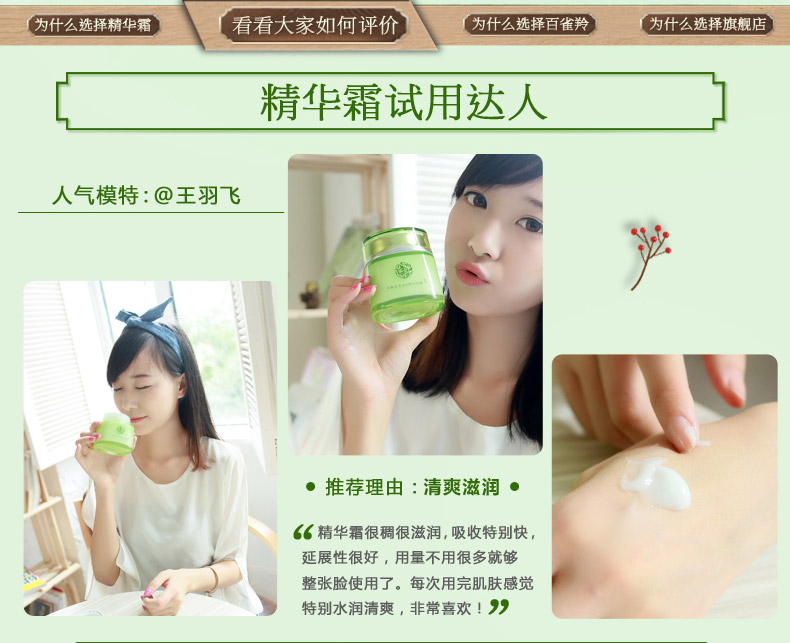 为什么选择精华霜
看看大家如何评价
为什么选择百雀羚
为什么选择旗舰店
精华霜试用达人
人气模特:@王羽飞
• 推荐理由：清爽滋润 •
“精华霜很稠很滋润,吸收特别快，
延展性很好，用量不用很多就够
整张脸使用了。每次用完肌肤感觉
特别水润清爽，非常喜欢！”